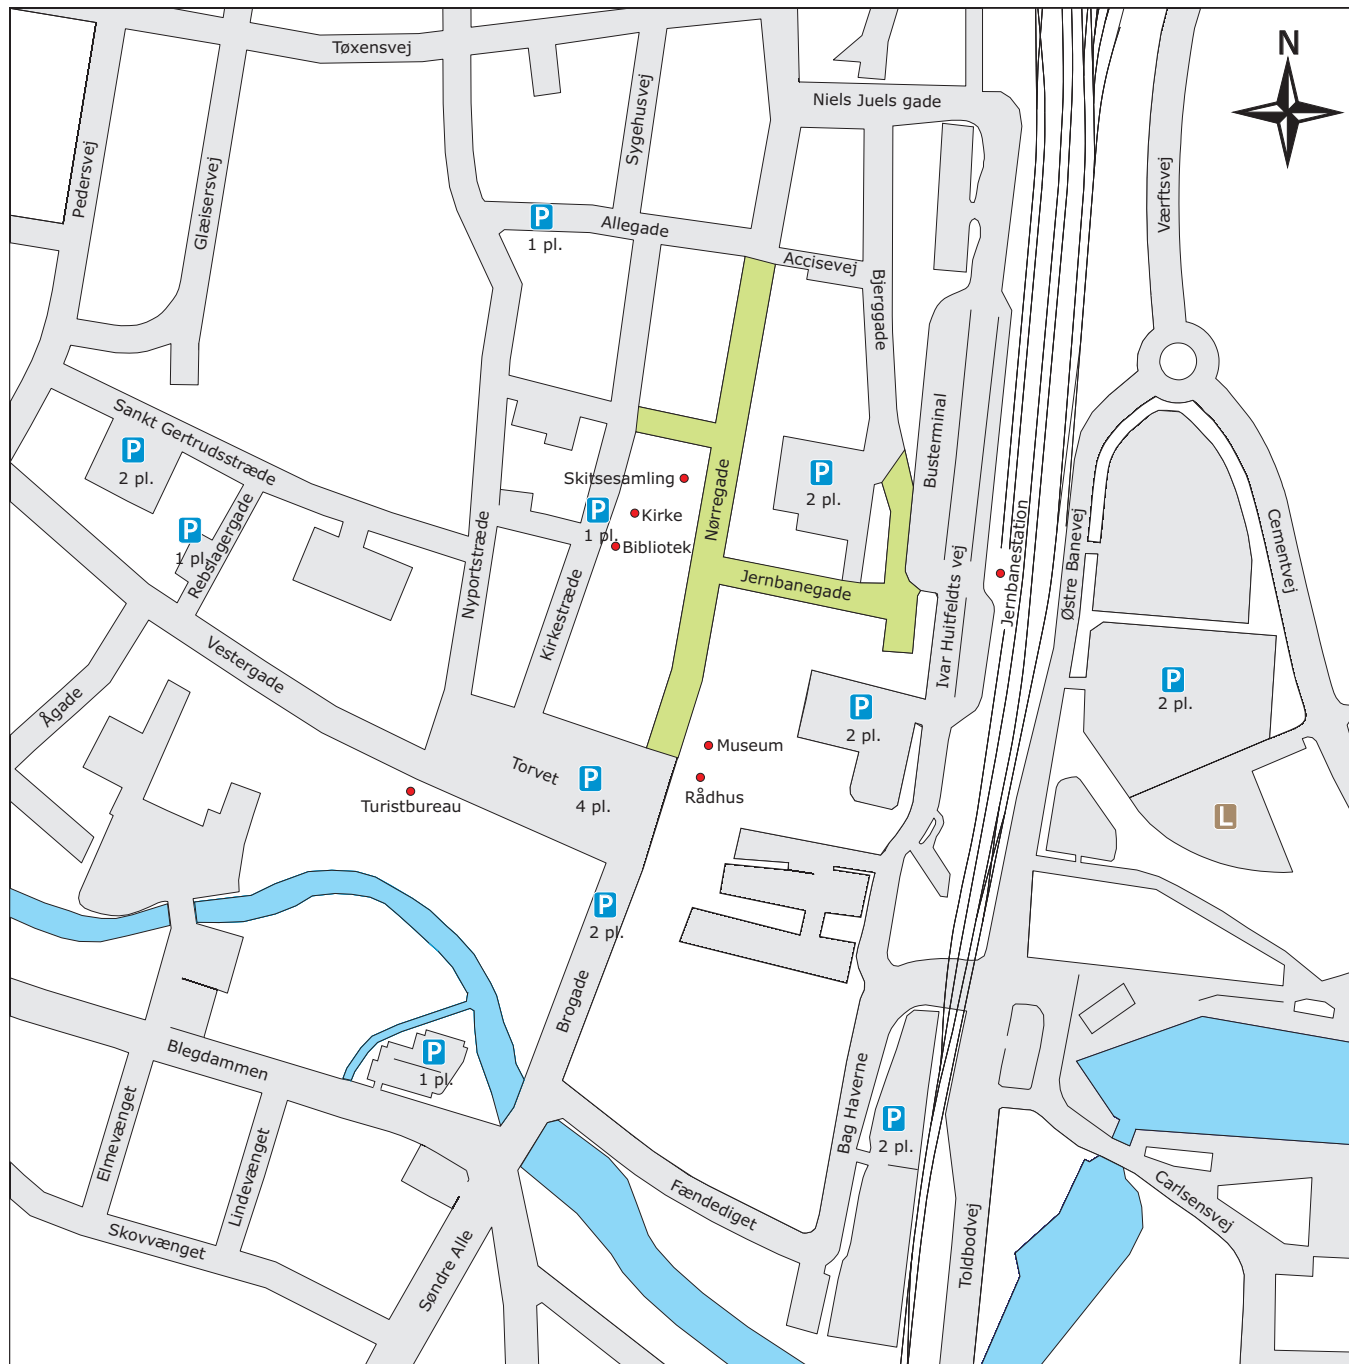 N
Tøxensvej
Niels Juels gade
Sygehusvej
Pedersvej
Glæisersvej
Værftsvej
P
1 pl.
Allegade
Accisevej
Bjerggade
Sankt Gertrudsstræde
P
2 pl.
P
1 pl.
Rebslagergade
Nyportstræde
Skitsesamling
Kirke
P
1 pl.
Bibliotek
Kirkestræde
Nørregade
P
2 pl.
Busterminal
Jernbanegade
Ivar Huitfeldts vej
Jernbanestation
Østre Banevej
Cementvej
Vestergade
Ågade
P
2 pl.
P
2 pl.
Museum
Rådhus
Torvet
P
4 pl.
Turistbureau
L
P
2 pl.
Brogade
Blegdammen
P
1 pl.
Elmevænget
Lindevænget
Skovvænget
Søndre Alle
Fændediget
Bag Haverne
P
2 pl.
Toldbodvej
Carlsensvej